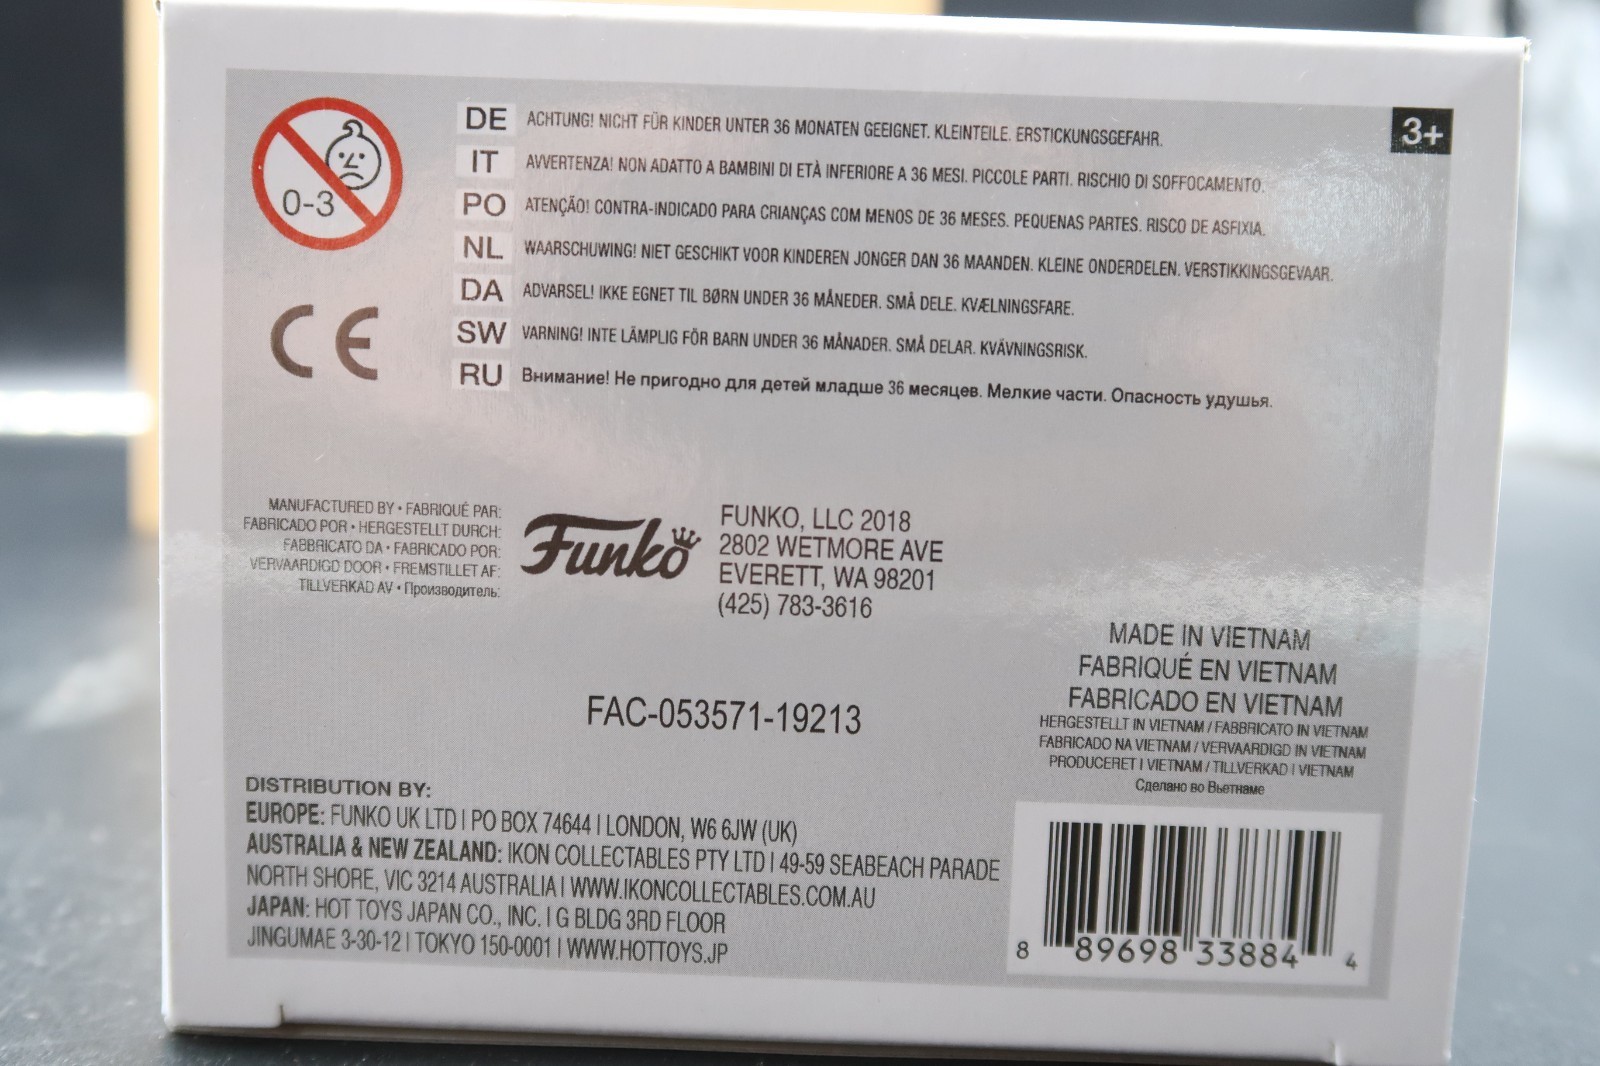 0-3
DE ACHTUNG! NICHT FÜR KINDER UNTER 36 MONATEN GEEIGNET. KLEINTEILE. ERSTICKUNGSGEFAHR.
3+
IT AVVERTENZA! NON ADATTO A BAMBINI DI ETÀ INFERIORE A 36 MESI. PICCOLE PARTI. RISCHIO DI SOFFOCAMENTO.
PO ATENÇÃO! CONTRA-INDICADO PARA CRIANÇAS COM MENOS DE 36 MESES. PEQUENAS PARTES. RISCO DE ASFIXIA.
NL WAARSCHUWING! NIET GESCHIKT VOOR KINDEREN JONGER DAN 36 MAANDEN. KLEINE ONDERDELEN. VERSTIKKINGSGEVAAR.
DA ADVARSEL! IKKE EGNET TIL BØRN UNDER 36 MÅNEDER. SMÅ DELE. KVÆLNINGSFARE.
SW VARNING! INTE LÄMPLIG FÖR BARN UNDER 36 MÅNADER. SMÅ DELAR. KVÄVNINGSRISK.
RU Внимание! Не пригодно для детей младше 36 месяцев. Мелкие части. Опасность удушья.
CE
MANUFACTURED BY • FABRIQUÉ PAR:
FABRICADO POR • HERGESTELLT DURCH:
FABBRICATO DA • FABRICADO POR:
VERVAARDIGD DOOR • FREMSTILLET AF:
TILLVERKAD AV • Производитель:
Funko
FUNKO, LLC 2018
2802 WETMORE AVE
EVERETT, WA 98201
(425) 783-3616
FAC-053571-19213
MADE IN VIETNAM
FABRIQUÉ EN VIETNAM
FABRICADO EN VIETNAM
HERGESTELLT IN VIETNAM / FABBRICATO IN VIETNAM
FABRICADO NA VIETNAM / VERVAARDIGD IN VIETNAM
PRODUCERET I VIETNAM / TILLVERKAD I VIETNAM
Сделано во Вьетнаме
DISTRIBUTION BY:
EUROPE: FUNKO UK LTD | PO BOX 74644 | LONDON, W6 6JW (UK)
AUSTRALIA & NEW ZEALAND: IKON COLLECTABLES PTY LTD | 49-59 SEABEACH PARADE
NORTH SHORE, VIC 3214 AUSTRALIA | WWW.IKONCOLLECTABLES.COM.AU
JAPAN: HOT TOYS JAPAN CO., INC. | G BLDG 3RD FLOOR
JINGUMAE 3-30-12 | TOKYO 150-0001 | WWW.HOTTOYS.JP
8 89698 33884 4